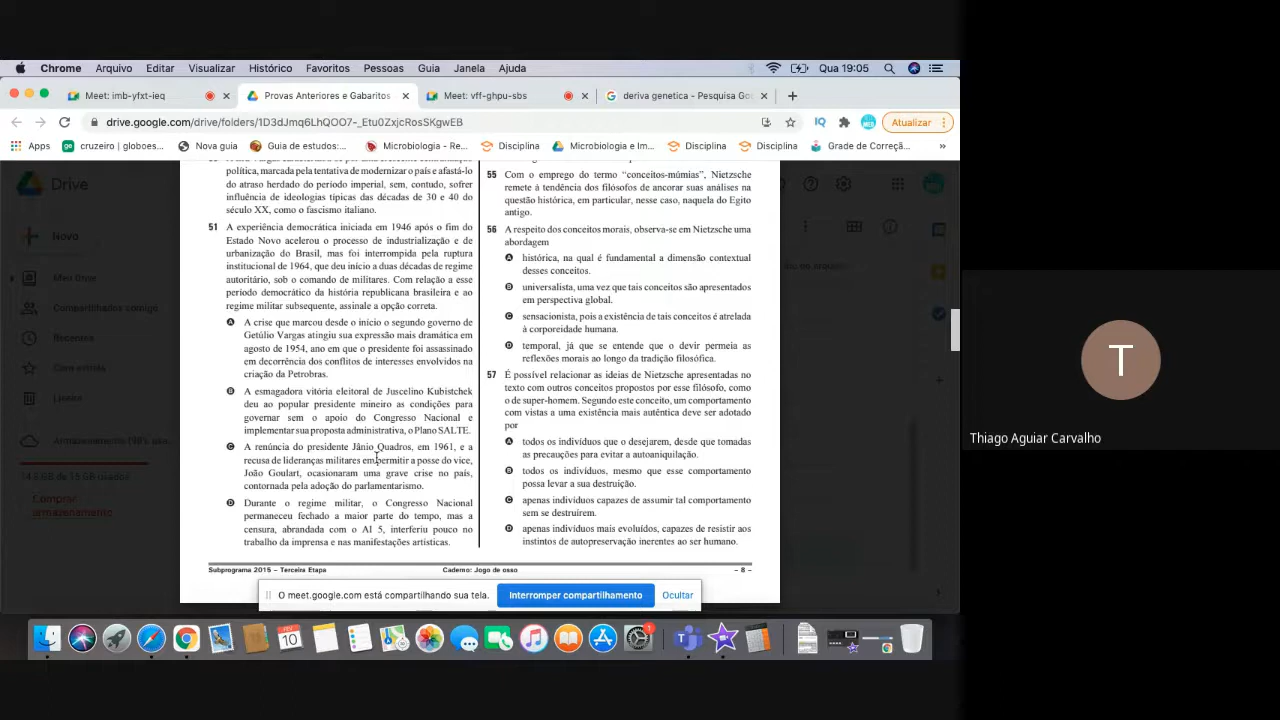 Chrome Arquivo Editar Visualizar Histórico Favoritos Pessoas Guia Janela Ajuda Qua 19:05
Meet: imb-yfxt-ieq
Provas Anteriores e Gabaritos
Meet: vff-ghpu-sbs
deriva genetica - Pesquisa Goo
drive.google.com/drive/folders/1D3dJmq6LhQOO7-_Etu0ZxjcRosSKgwEB
Atualizar
Apps cruzeiro | globoes... Nova guia Guia de estudos:... Microbiologia - Re... Disciplina Microbiologia e Im... Disciplina Disciplina Grade de Correçã...
Drive
Novo
Meu Drive
Compartilhados comigo
Recentes
Com estrela
Lixeira
Armazenamento
Comprar
armazenamento
política, marcada pela tentativa de modernizar o país e afastá-lo
do atraso herdado do período imperial, sem, contudo, sofrer
influência de ideologias típicas das décadas de 30 e 40 do
século XX, como o fascismo italiano.
51 A experiência democrática iniciada em 1946 após o fim do
Estado Novo acelerou o processo de industrialização e de
urbanização do Brasil, mas foi interrompida pela ruptura
institucional de 1964, que deu início a duas décadas de regime
autoritário, sob o comando de militares. Com relação a esse
período democrático da história republicana brasileira e ao
regime militar subsequente, assinale a opção correta.
A A crise que marcou desde o início o segundo governo de
Getúlio Vargas atingiu sua expressão mais dramática em
agosto de 1954, ano em que o presidente foi assassinado
em decorrência dos conflitos de interesses envolvidos na
criação da Petrobras.
B A esmagadora vitória eleitoral de Juscelino Kubistchek
deu ao popular presidente mineiro as condições para
governar sem o apoio do Congresso Nacional e
implementar sua proposta administrativa, o Plano SALTE.
C A renúncia do presidente Jânio Quadros, em 1961, e a
recusa de lideranças militares em permitir a posse do vice,
João Goulart, ocasionaram uma grave crise no país,
contornada pela adoção do parlamentarismo.
D Durante o regime militar, o Congresso Nacional
permaneceu fechado a maior parte do tempo, mas a
censura, abrandada com o AI 5, interferiu pouco no
trabalho da imprensa e nas manifestações artísticas.
55 Com o emprego do termo “conceitos-múmias”, Nietzsche
remete à tendência dos filósofos de ancorar suas análises na
questão histórica, em particular, nesse caso, naquela do Egito
antigo.
56 A respeito dos conceitos morais, observa-se em Nietzsche uma
abordagem
A histórica, na qual é fundamental a dimensão contextual
desses conceitos.
B universalista, uma vez que tais conceitos são apresentados
em perspectiva global.
C sensacionista, pois a existência de tais conceitos é atrelada
à corporeidade humana.
D temporal, já que se entende que o devir permeia as
reflexões morais ao longo da tradição filosófica.
57 É possível relacionar as ideias de Nietzsche apresentadas no
texto com outros conceitos propostos por esse filósofo, como
o de super-homem. Segundo este conceito, um comportamento
com vistas a uma existência mais autêntica deve ser adotado
por
A todos os indivíduos que o desejarem, desde que tomadas
as precauções para evitar a autoaniquilação.
B todos os indivíduos, mesmo que esse comportamento
possa levar a sua destruição.
C apenas indivíduos capazes de assumir tal comportamento
sem se destruírem.
D apenas indivíduos mais evoluídos, capazes de resistir aos
instintos de autopreservação inerentes ao ser humano.
Subprograma 2015 – Terceira Etapa Caderno: Jogo de osso – 8 –
O meet.google.com está compartilhando sua tela. Interromper compartilhamento Ocultar
T
Thiago Aguiar Carvalho
10
1